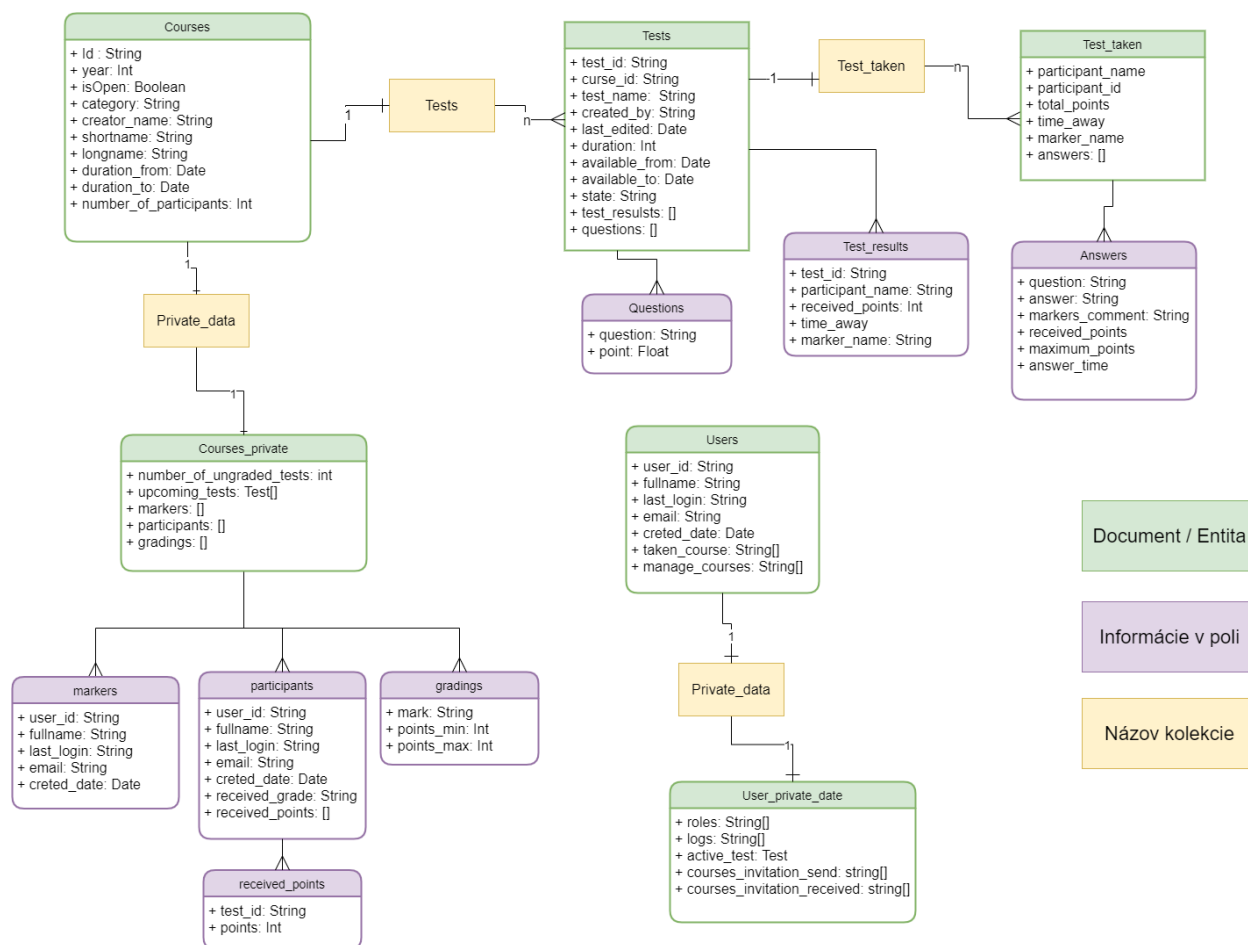 Courses
+ Id : String
+ year: Int
+ isOpen: Boolean
+ category: String
+ creator_name: String
+ shortname: String
+ longname: String
+ duration_from: Date
+ duration_to: Date
+ number_of_participants: Int
1
Tests
n
Tests
+ test_id: String
+ curse_id: String
+ test_name: String
+ created_by: String
+ last_edited: Date
+ duration: Int
+ available_from: Date
+ available_to: Date
+ state: String
+ test_resulsts: []
+ questions: []
1
Test_taken
n
Test_taken
+ participant_name
+ participant_id
+ total_points
+ time_away
+ marker_name
+ answers: []
Questions
+ question: String
+ point: Float
Test_results
+ test_id: String
+ participant_name: String
+ received_points: Int
+ time_away
+ marker_name: String
Answers
+ question: String
+ answer: String
+ markers_comment: String
+ received_points
+ maximum_points
+ answer_time
1
Private_data
1
Courses_private
+ number_of_ungraded_tests: int
+ upcoming_tests: Test[]
+ markers: []
+ participants: []
+ gradings: []
markers
+ user_id: String
+ fullname: String
+ last_login: String
+ email: String
+ creted_date: Date
participants
+ user_id: String
+ fullname: String
+ last_login: String
+ email: String
+ creted_date: Date
+ received_grade: String
+ received_points: []
gradings
+ mark: String
+ points_min: Int
+ points_max: Int
received_points
+ test_id: String
+ points: Int
Users
+ user_id: String
+ fullname: String
+ last_login: String
+ email: String
+ creted_date: Date
+ taken_course: String[]
+ manage_courses: String[]
1
Private_data
1
User_private_date
+ roles: String[]
+ logs: String[]
+ active_test: Test
+ courses_invitation_send: string[]
+ courses_invitation_received: string[]
Document / Entita
Informácie v poli
Názov kolekcie